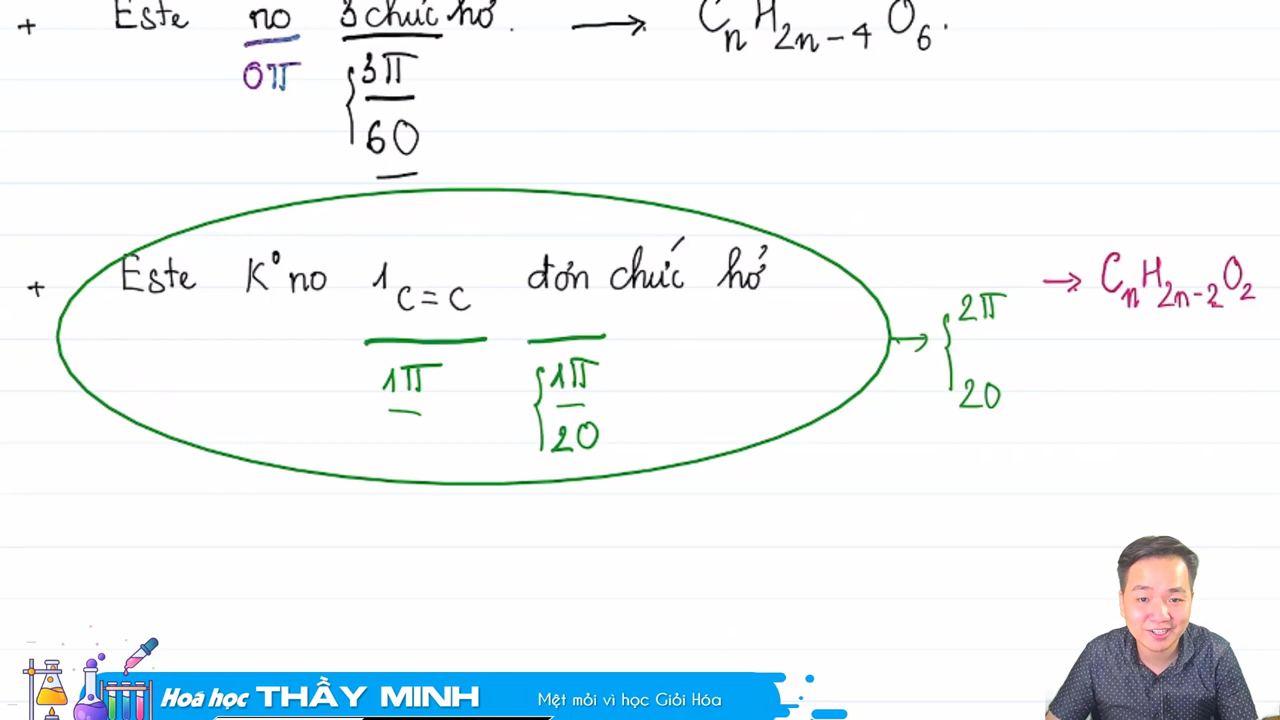 + Este no 3 chức hở. → CnH2n-4O6.
0π { 3π
6O
+ Este K° no 1 C=C đơn chức hở → CnH2n-2O2
→ { 2π
1π { 1π
2O
2O
Hoá học THẦY MINH Mệt mỏi vì học Giỏi Hóa